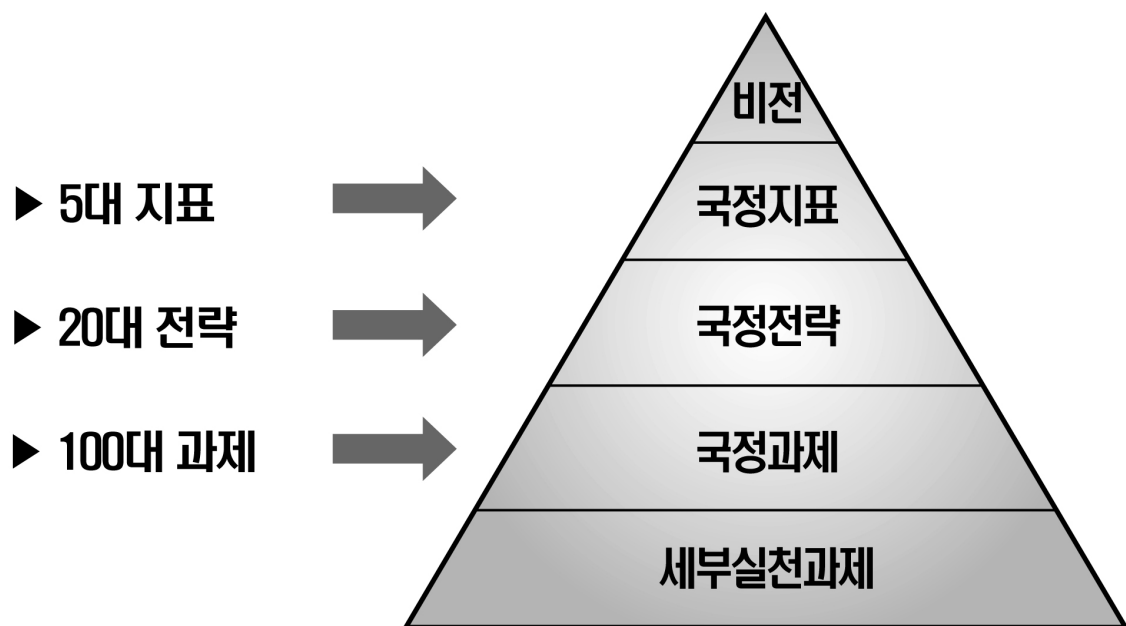 비전
▶ 5대 지표
국정지표
▶ 20대 전략
국정전략
▶ 100대 과제
국정과제
세부실천과제